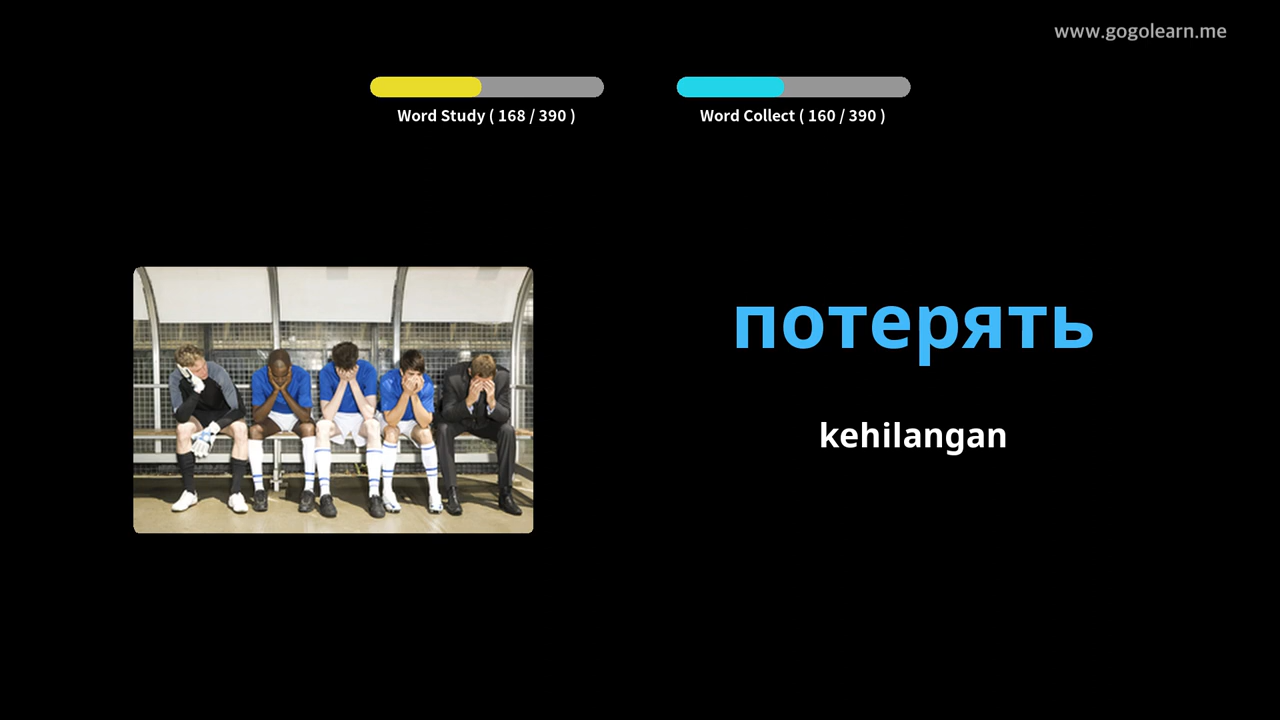 www.gogolearn.me
Word Study ( 168 / 390 )
Word Collect ( 160 / 390 )
потерять
kehilangan